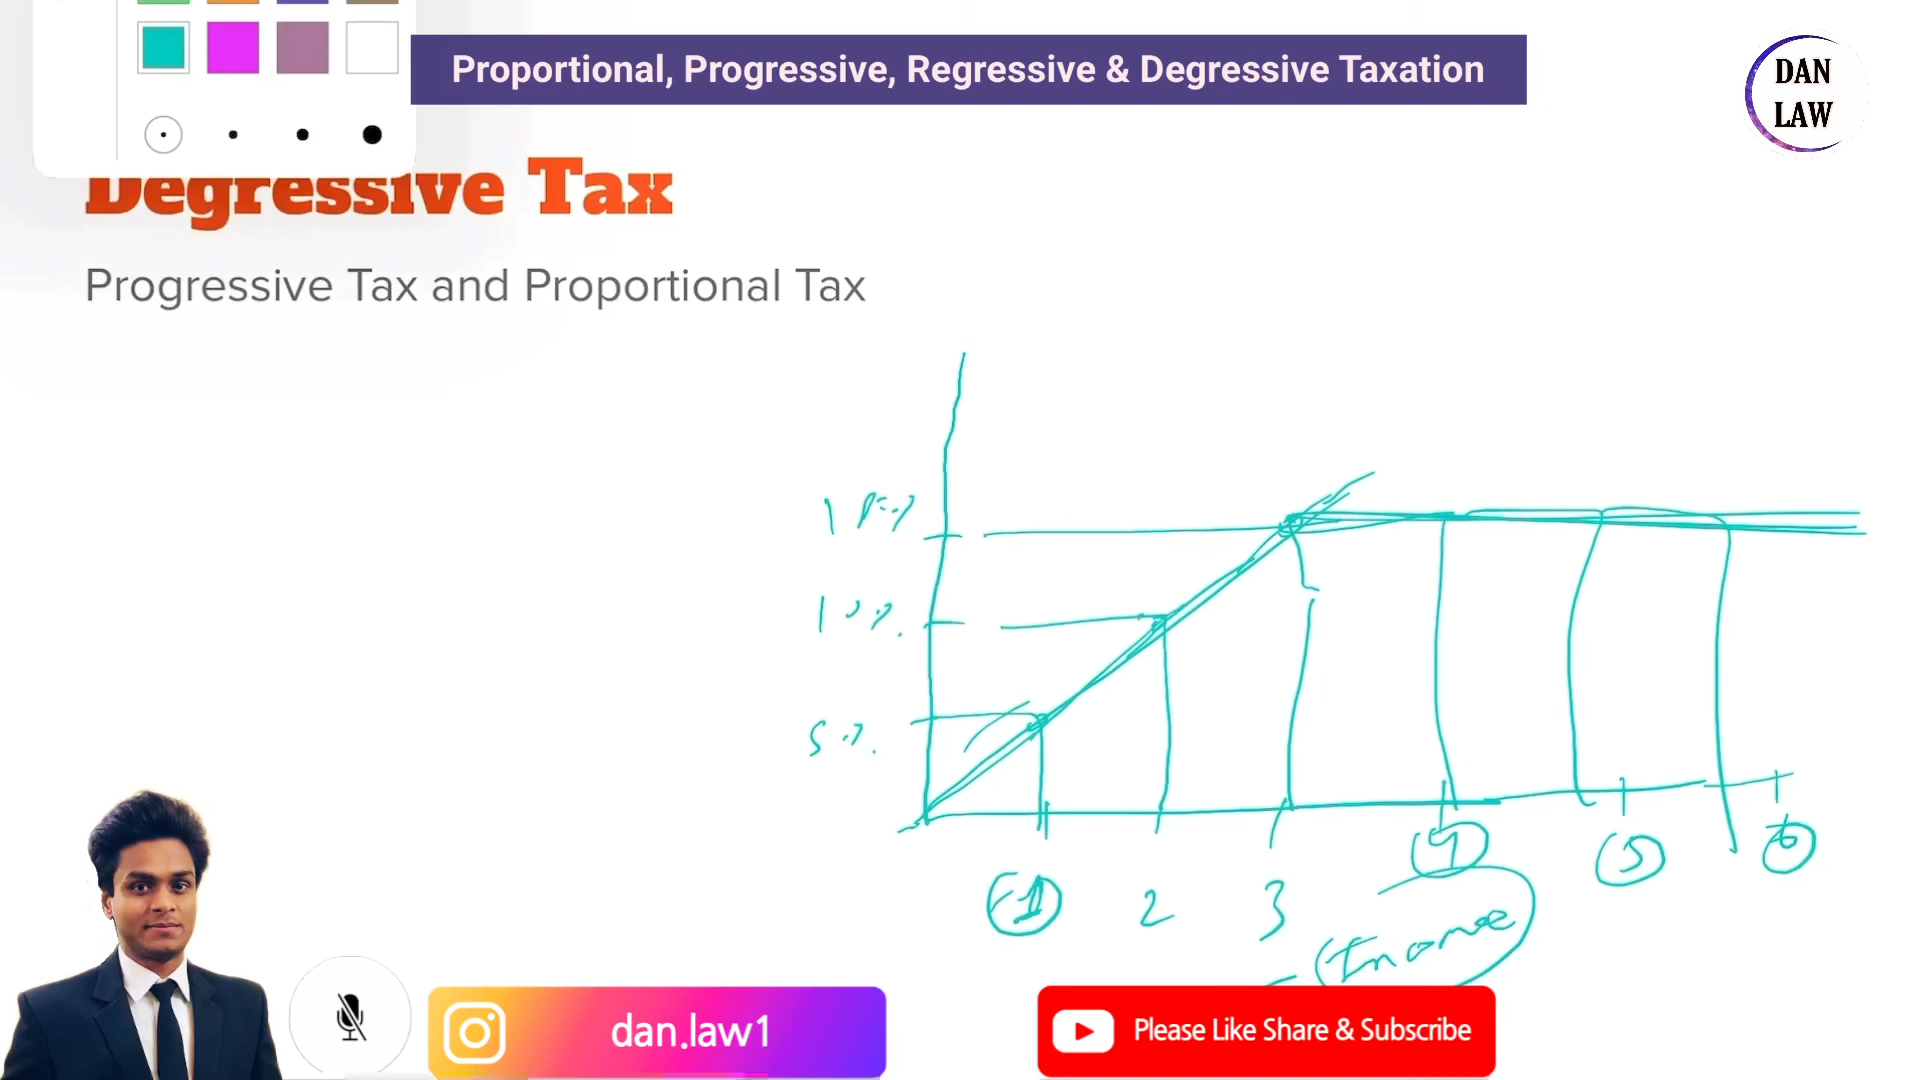 Proportional, Progressive, Regressive & Degressive Taxation
DAN
LAW
Degressive Tax
Progressive Tax and Proportional Tax
15%
10%.
5%.
1
2
3
4
5
6
Income
dan.law1
Please Like Share & Subscribe